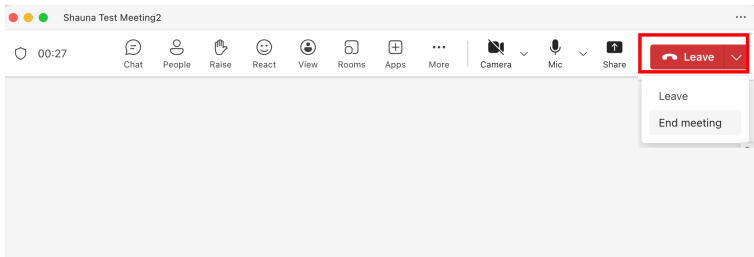 Shauna Test Meeting2
00:27
Chat People Raise React View Rooms Apps More Camera Mic Share Leave
Leave
End meeting